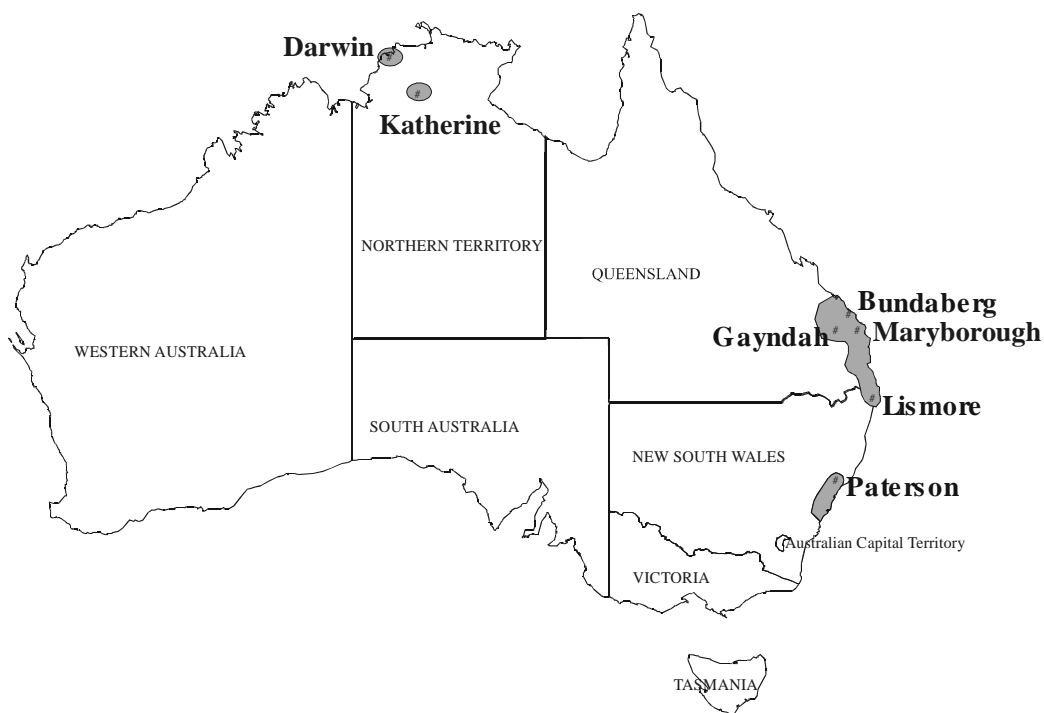 Darwin
#
#
Katherine
NORTHERN TERRITORY
QUEENSLAND
Bundaberg
#
Gayndah # # Maryborough
WESTERN AUSTRALIA
# Lismore
SOUTH AUSTRALIA
NEW SOUTH WALES
# Paterson
Australian Capital Territory
VICTORIA
TASMANIA